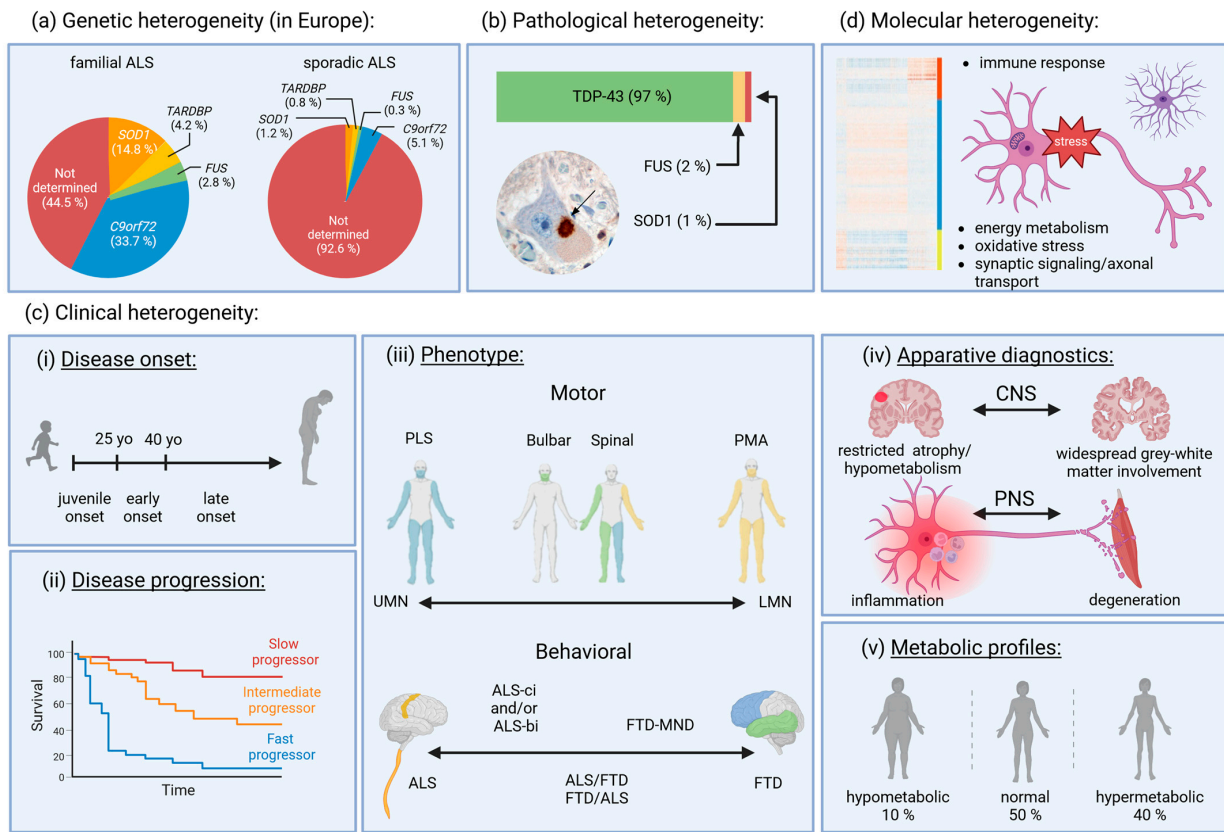 (a) Genetic heterogeneity (in Europe):
familial ALS
TARDBP
(4.2 %)
SOD1
(14.8 %)
FUS
(2.8 %)
Not
determined
(44.5 %)
C9orf72
(33.7 %)
sporadic ALS
TARDBP
(0.8 %)
FUS
(0.3 %)
SOD1
(1.2 %)
C9orf72
(5.1 %)
Not
determined
(92.6 %)
(b) Pathological heterogeneity:
TDP-43 (97 %)
FUS (2 %)
SOD1 (1 %)
(d) Molecular heterogeneity:
• immune response
stress
• energy metabolism
• oxidative stress
• synaptic signaling/axonal
transport
(c) Clinical heterogeneity:
(i) Disease onset:
25 yo
40 yo
juvenile
onset
early
onset
late
onset
(ii) Disease progression:
100
80
60
40
20
0
Survival
Time
Slow
progressor
Intermediate
progressor
Fast
progressor
(iii) Phenotype:
Motor
PLS
Bulbar
Spinal
PMA
UMN
LMN
Behavioral
ALS-ci
and/or
ALS-bi
FTD-MND
ALS
ALS/FTD
FTD/ALS
FTD
(iv) Apparative diagnostics:
CNS
restricted atrophy/
hypometabolism
widespread grey-white
matter involvement
PNS
inflammation
degeneration
(v) Metabolic profiles:
hypometabolic
10 %
normal
50 %
hypermetabolic
40 %